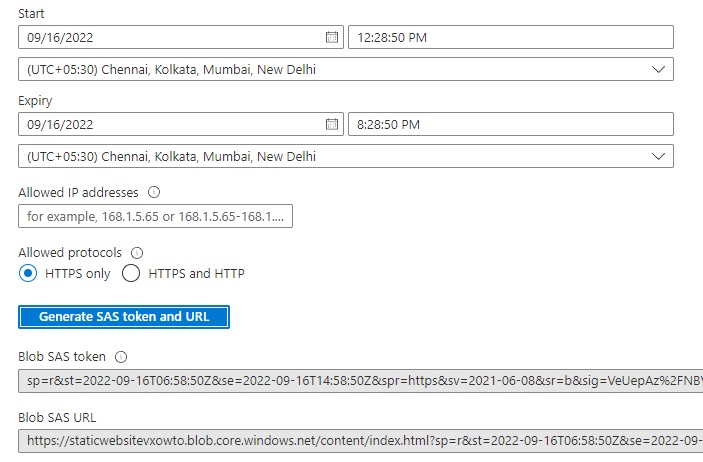 Start
09/16/2022 12:28:50 PM
(UTC+05:30) Chennai, Kolkata, Mumbai, New Delhi
Expiry
09/16/2022 8:28:50 PM
(UTC+05:30) Chennai, Kolkata, Mumbai, New Delhi
Allowed IP addresses
for example, 168.1.5.65 or 168.1.5.65-168.1....
Allowed protocols
HTTPS only HTTPS and HTTP
Generate SAS token and URL
Blob SAS token
sp=r&st=2022-09-16T06:58:50Z&se=2022-09-16T14:58:50Z&spr=https&sv=2021-06-08&sr=b&sig=VeUepAz%2FNB
Blob SAS URL
https://staticwebsitevxowto.blob.core.windows.net/content/index.html?sp=r&st=2022-09-16T06:58:50Z&se=2022-09-